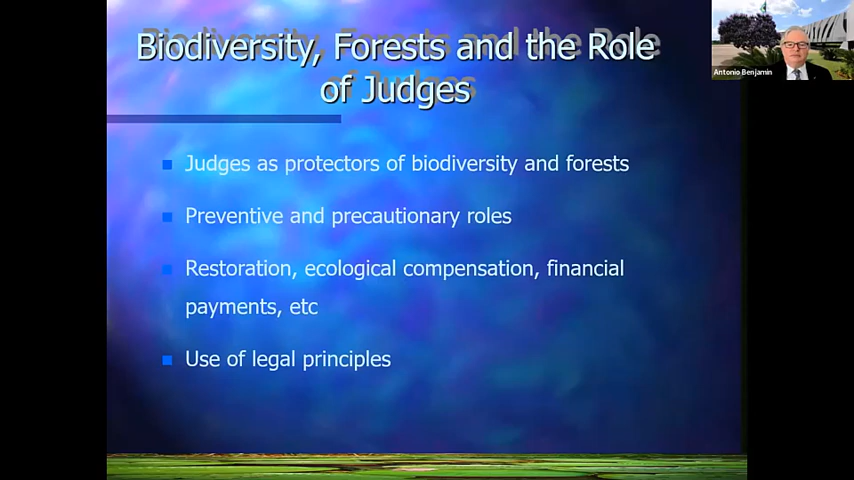 Biodiversity, Forests and the Role
of Judges
Judges as protectors of biodiversity and forests
Preventive and precautionary roles
Restoration, ecological compensation, financial
payments, etc
Use of legal principles
Antonio Benjamin